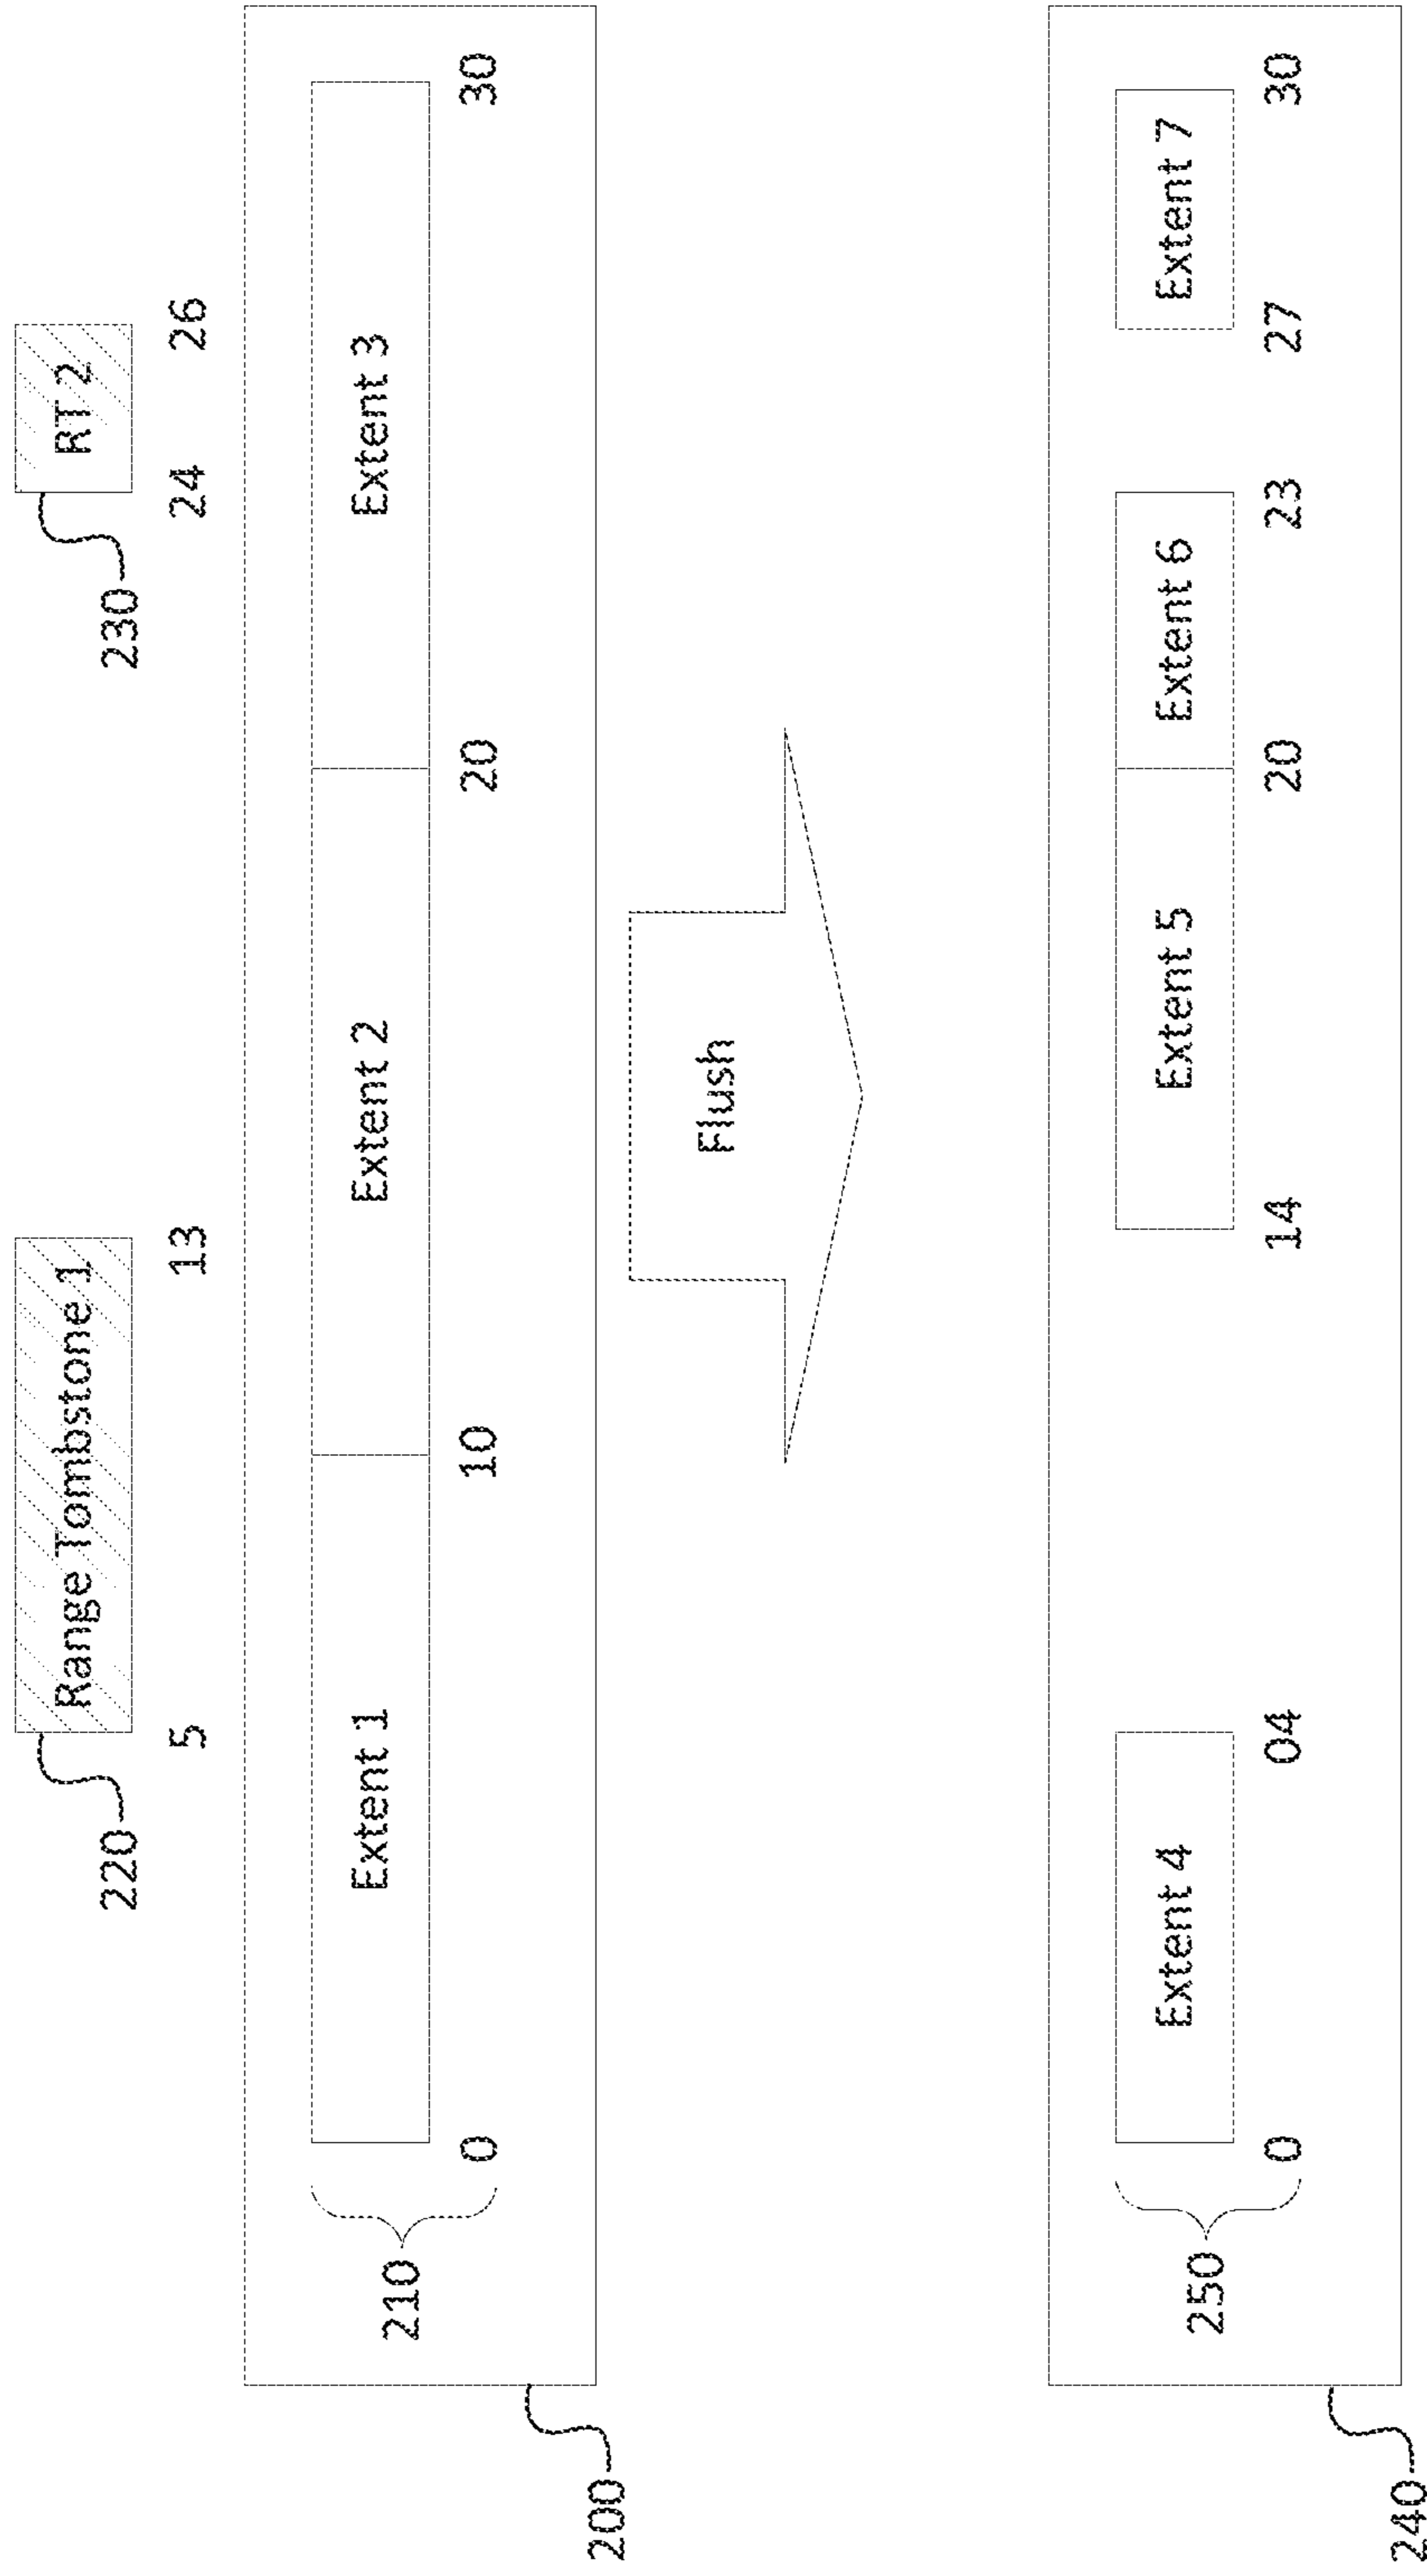 220
Range Tombstone 1
230
RT 2
5
13
24
26
210
Extent 1
Extent 2
Extent 3
0
10
20
30
200
Flush
250
Extent 4
Extent 5
Extent 6
Extent 7
0
04
14
20
23
27
30
240